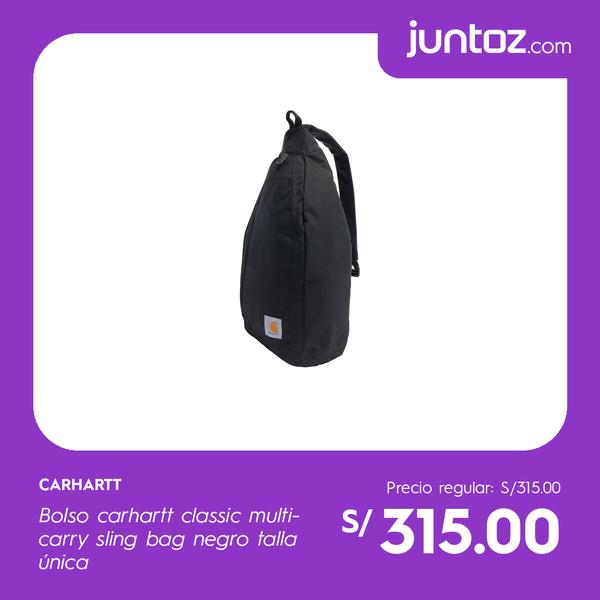 juntoz.com
CARHARTT
Bolso carhartt classic multi-
carry sling bag negro talla
única
Precio regular: S/315.00
S/ 315.00